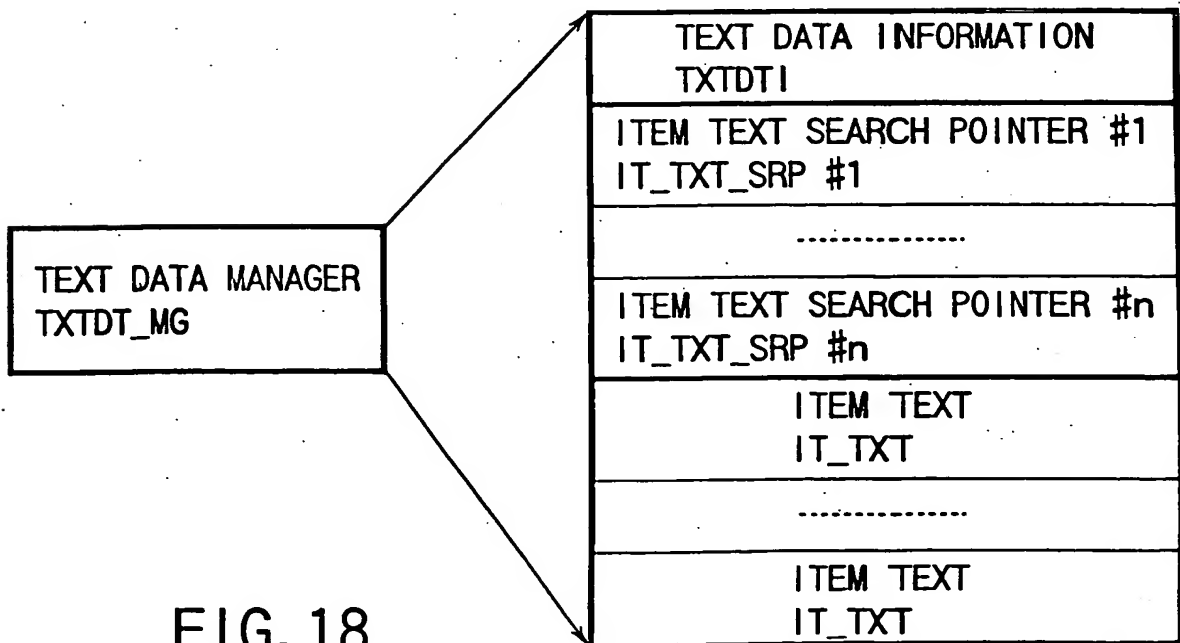 TEXT DATA MANAGER
TXTDT_MG
TEXT DATA INFORMATION
TXTDTI
ITEM TEXT SEARCH POINTER #1
IT_TXT_SRP #1
----------------
ITEM TEXT SEARCH POINTER #n
IT_TXT_SRP #n
ITEM TEXT
IT_TXT
----------------
ITEM TEXT
IT_TXT
FIG. 18